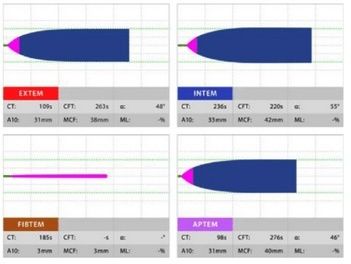 EXTEM
CT: 109s CFT: 263s α: 48°
A10: 31mm MCF: 38mm ML: -%
INTEM
CT: 236s CFT: 220s α: 55°
A10: 33mm MCF: 42mm ML: -%
FIBTEM
CT: 185s CFT: -s α: -°
A10: 3mm MCF: 3mm ML: -%
APTEM
CT: 98s CFT: 276s α: 46°
A10: 31mm MCF: 40mm ML: -%